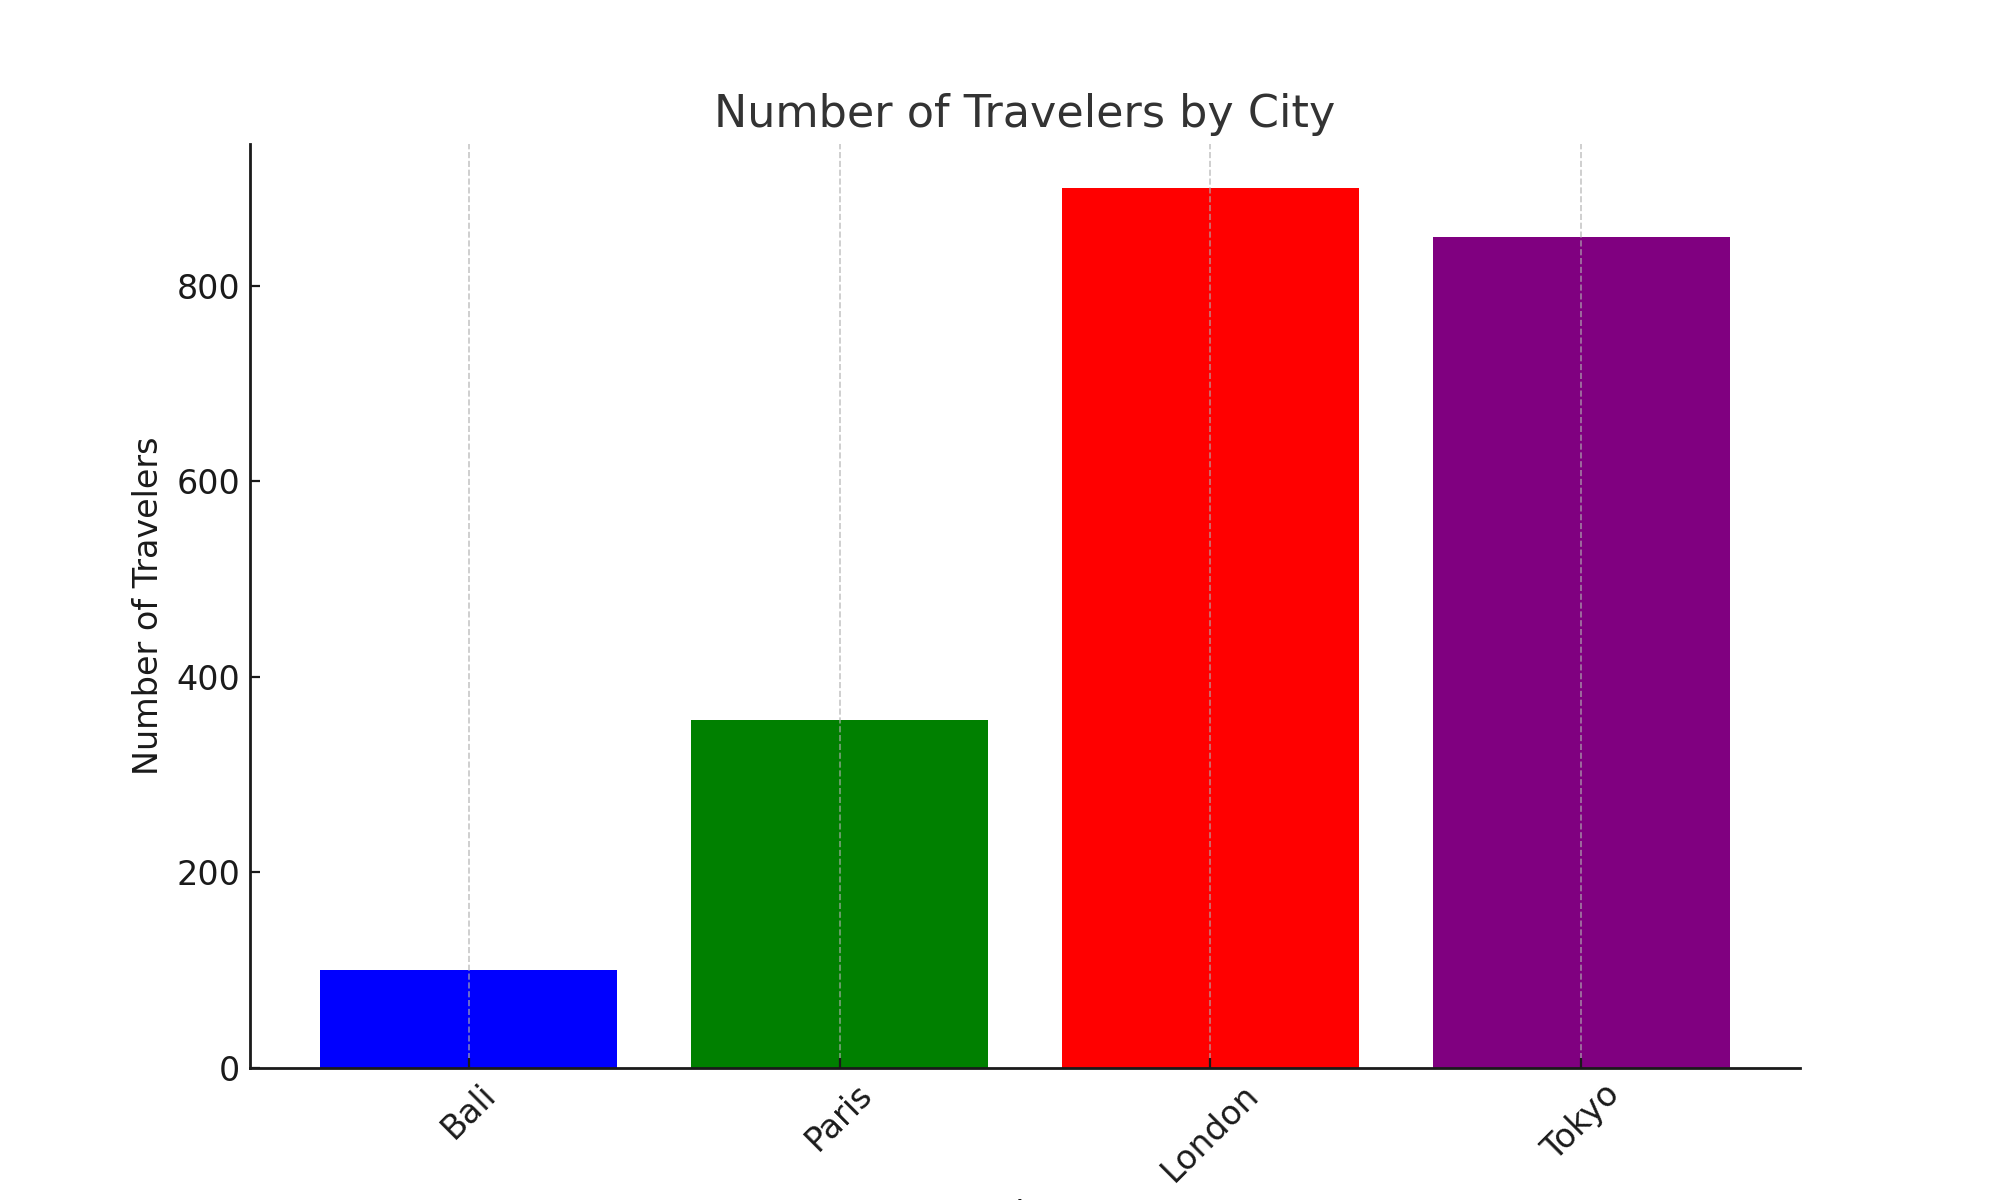 Number of Travelers by City
Number of Travelers
800
600
400
200
0
Bali
Paris
London
Tokyo